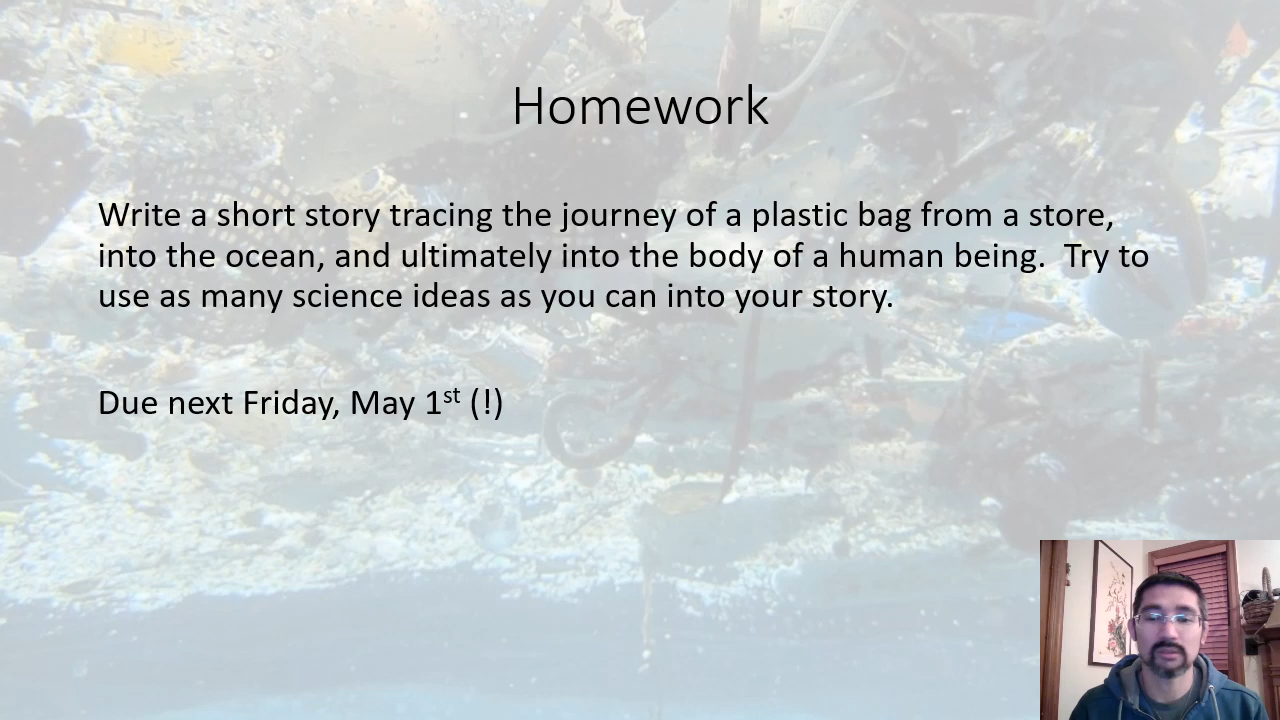 Homework
Write a short story tracing the journey of a plastic bag from a store,
into the ocean, and ultimately into the body of a human being.  Try to
use as many science ideas as you can into your story.
Due next Friday, May 1st (!)